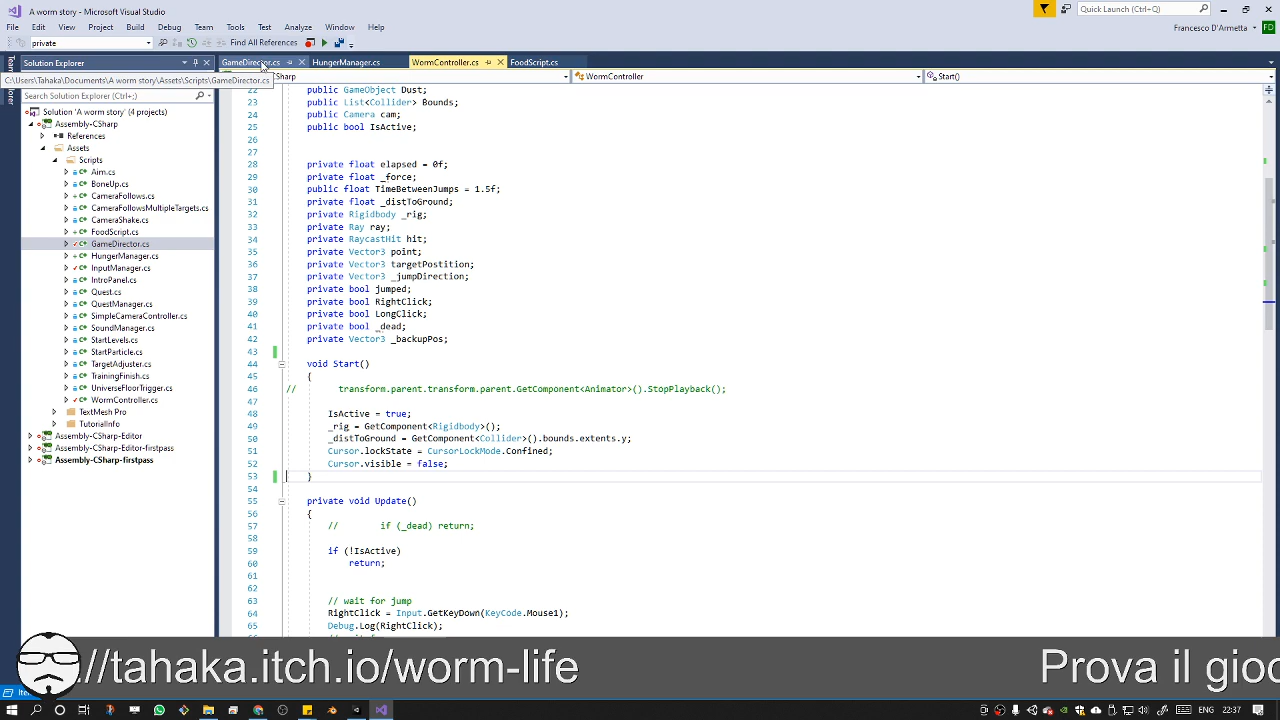 A worm story - Microsoft Visual Studio
Quick Launch (Ctrl+Q)
File Edit View Project Build Debug Team Tools Test Analyze Window Help
Francesco D'Armetta FD
private Find All References
Solution Explorer
GameDirector.cs HungerManager.cs WormController.cs FoodScript.cs
C:\Users\Tahaka\Documents\A worm story\Assets\Scripts\GameDirector.cs
Sharp WormController Start()
Search Solution Explorer (Ctrl+;)
Solution 'A worm story' (4 projects)
Assembly-CSharp
References
Assets
Scripts
Aim.cs
BoneUp.cs
CameraFollows.cs
CameraFollowsMultipleTargets.cs
CameraShake.cs
FoodScript.cs
GameDirector.cs
HungerManager.cs
InputManager.cs
IntroPanel.cs
Quest.cs
QuestManager.cs
SimpleCameraController.cs
SoundManager.cs
StartLevels.cs
StartParticle.cs
TargetAdjuster.cs
TrainingFinish.cs
UniverseFloorTrigger.cs
WormController.cs
TextMesh Pro
TutorialInfo
Assembly-CSharp-Editor
Assembly-CSharp-Editor-firstpass
Assembly-CSharp-firstpass
22 public GameObject Dust;
23 public List<Collider> Bounds;
24 public Camera cam;
25 public bool IsActive;
26
27
28 private float elapsed = 0f;
29 private float _force;
30 public float TimeBetweenJumps = 1.5f;
31 private float _distToGround;
32 private Rigidbody _rig;
33 private Ray ray;
34 private RaycastHit hit;
35 private Vector3 point;
36 private Vector3 targetPostition;
37 private Vector3 _jumpDirection;
38 private bool jumped;
39 private bool RightClick;
40 private bool LongClick;
41 private bool _dead;
42 private Vector3 _backupPos;
43
44 void Start()
45 {
46 // transform.parent.transform.parent.GetComponent<Animator>().StopPlayback();
47
48 IsActive = true;
49 _rig = GetComponent<Rigidbody>();
50 _distToGround = GetComponent<Collider>().bounds.extents.y;
51 Cursor.lockState = CursorLockMode.Confined;
52 Cursor.visible = false;
53 }
54
55 private void Update()
56 {
57 // if (_dead) return;
58
59 if (!IsActive)
60 return;
61
62
63 // wait for jump
64 RightClick = Input.GetKeyDown(KeyCode.Mouse1);
65 Debug.Log(RightClick);
://tahaka.itch.io/worm-life Prova il gioc
ENG 22:37